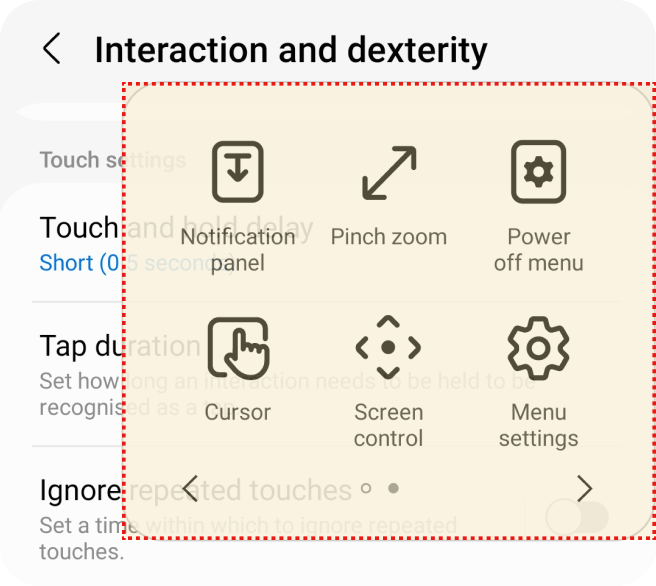 Interaction and dexterity
Touch settings
Touch and hold delay
Short (0.5 seconds)
Tap duration
Set how long an interaction needs to be held to be
recognised as a tap.
Ignore repeated touches
Set a time within which to ignore repeated
touches.
Notification
panel
Pinch zoom
Power
off menu
Cursor
Screen
control
Menu
settings